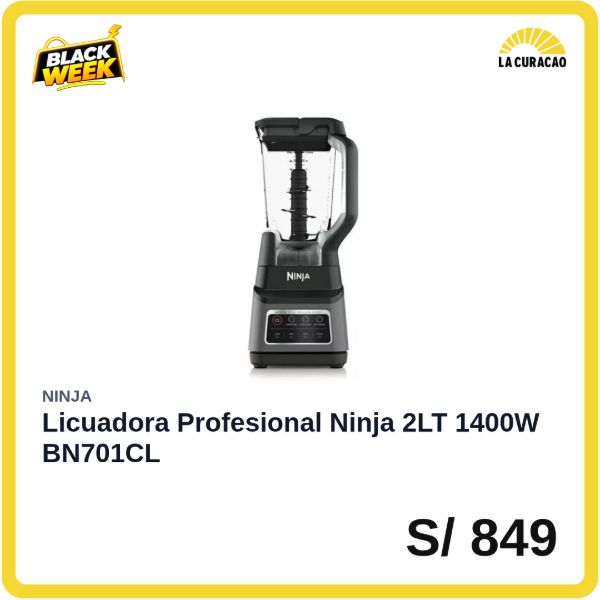 BLACK
WEEK
LA CURACAO
NINJA
NINJA
Licuadora Profesional Ninja 2LT 1400W
BN701CL
S/ 849